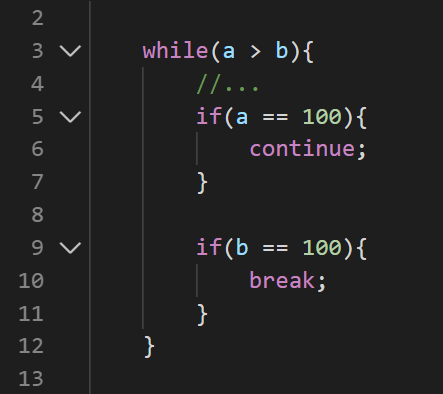 2
3 while(a > b){
4 //...
5 if(a == 100){
6 continue;
7 }
8
9 if(b == 100){
10 break;
11 }
12 }
13